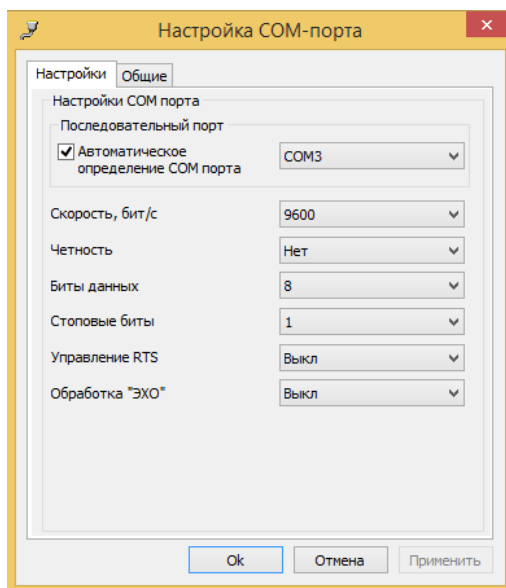 Настройка COM-порта
Настройки Общие
Настройки COM порта
Последовательный порт
Автоматическое
определение COM порта
COM3
Скорость, бит/с 9600
Четность Нет
Биты данных 8
Стоповые биты 1
Управление RTS Выкл
Обработка "ЭХО" Выкл
Ok Отмена Применить